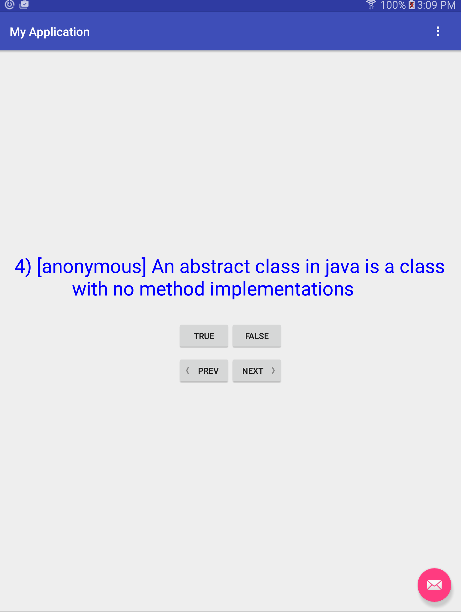 100% 3:09 PM
My Application
4) [anonymous] An abstract class in java is a class
with no method implementations
TRUE FALSE
PREV NEXT